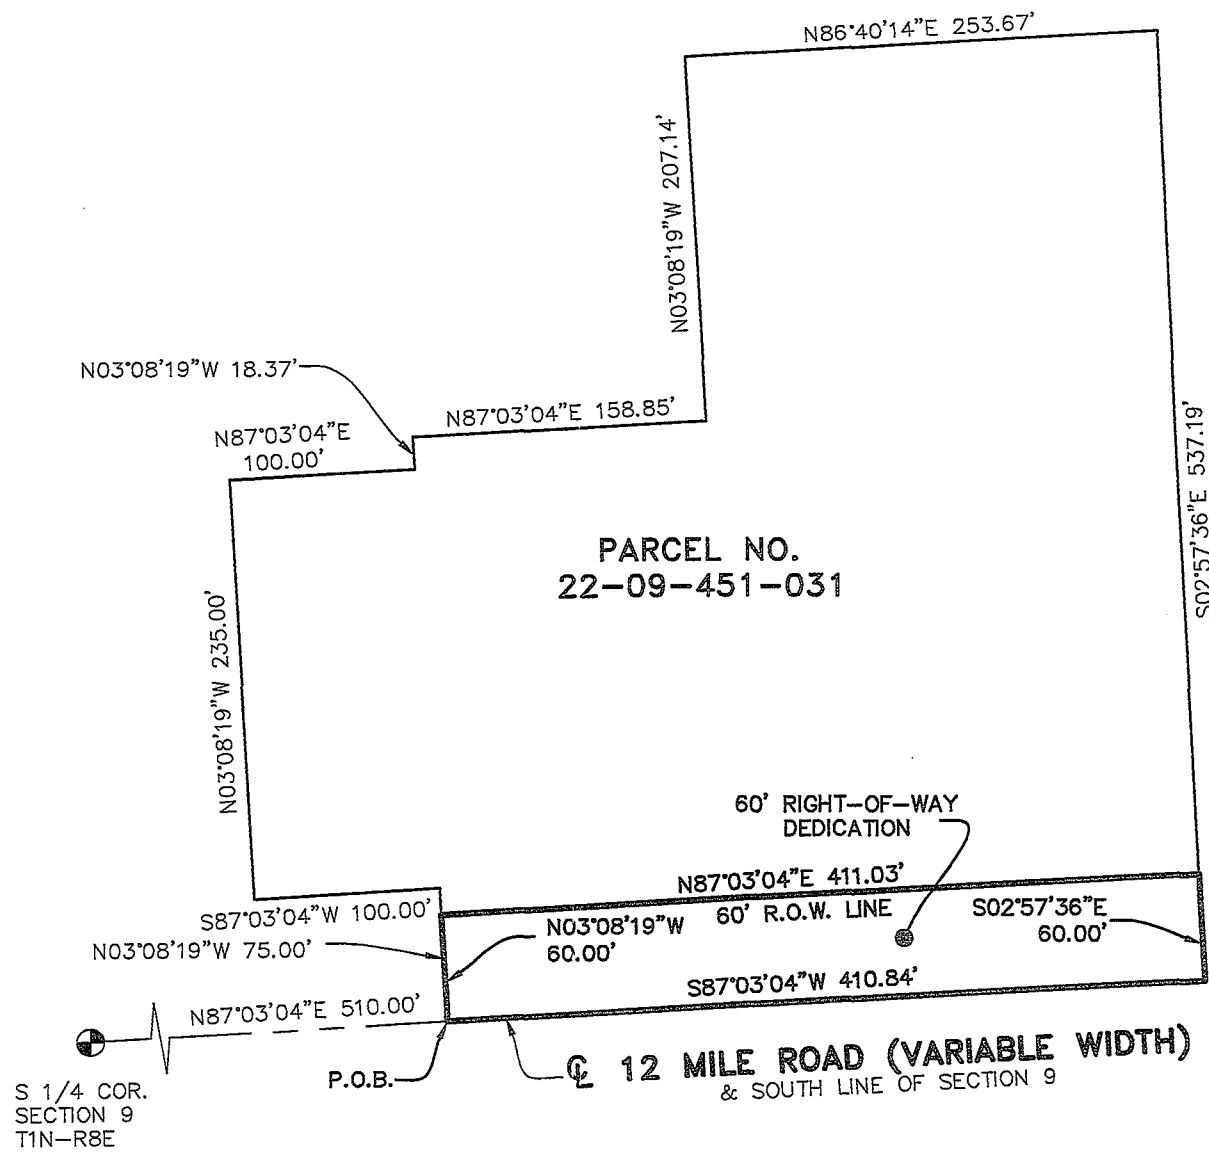 N86°40'14"E 253.67'
N03°08'19"W 207.14'
N03°08'19"W 18.37'
N87°03'04"E 158.85'
N87°03'04"E
100.00'
S02°57'36"E 537.19'
PARCEL NO.
22-09-451-031
N03°08'19"W 235.00'
60' RIGHT-OF-WAY
DEDICATION
N87°03'04"E 411.03'
S87°03'04"W 100.00'
60' R.O.W. LINE
S02°57'36"E
60.00'
N03°08'19"W
60.00'
N03°08'19"W 75.00'
S87°03'04"W 410.84'
N87°03'04"E 510.00'
P.O.B.
℄ 12 MILE ROAD (VARIABLE WIDTH)
& SOUTH LINE OF SECTION 9
S 1/4 COR.
SECTION 9
T1N-R8E